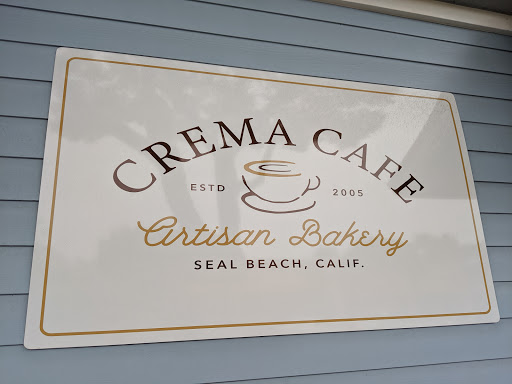 CREMA CAFE
ESTD 2005
Artisan Bakery
SEAL BEACH, CALIF.